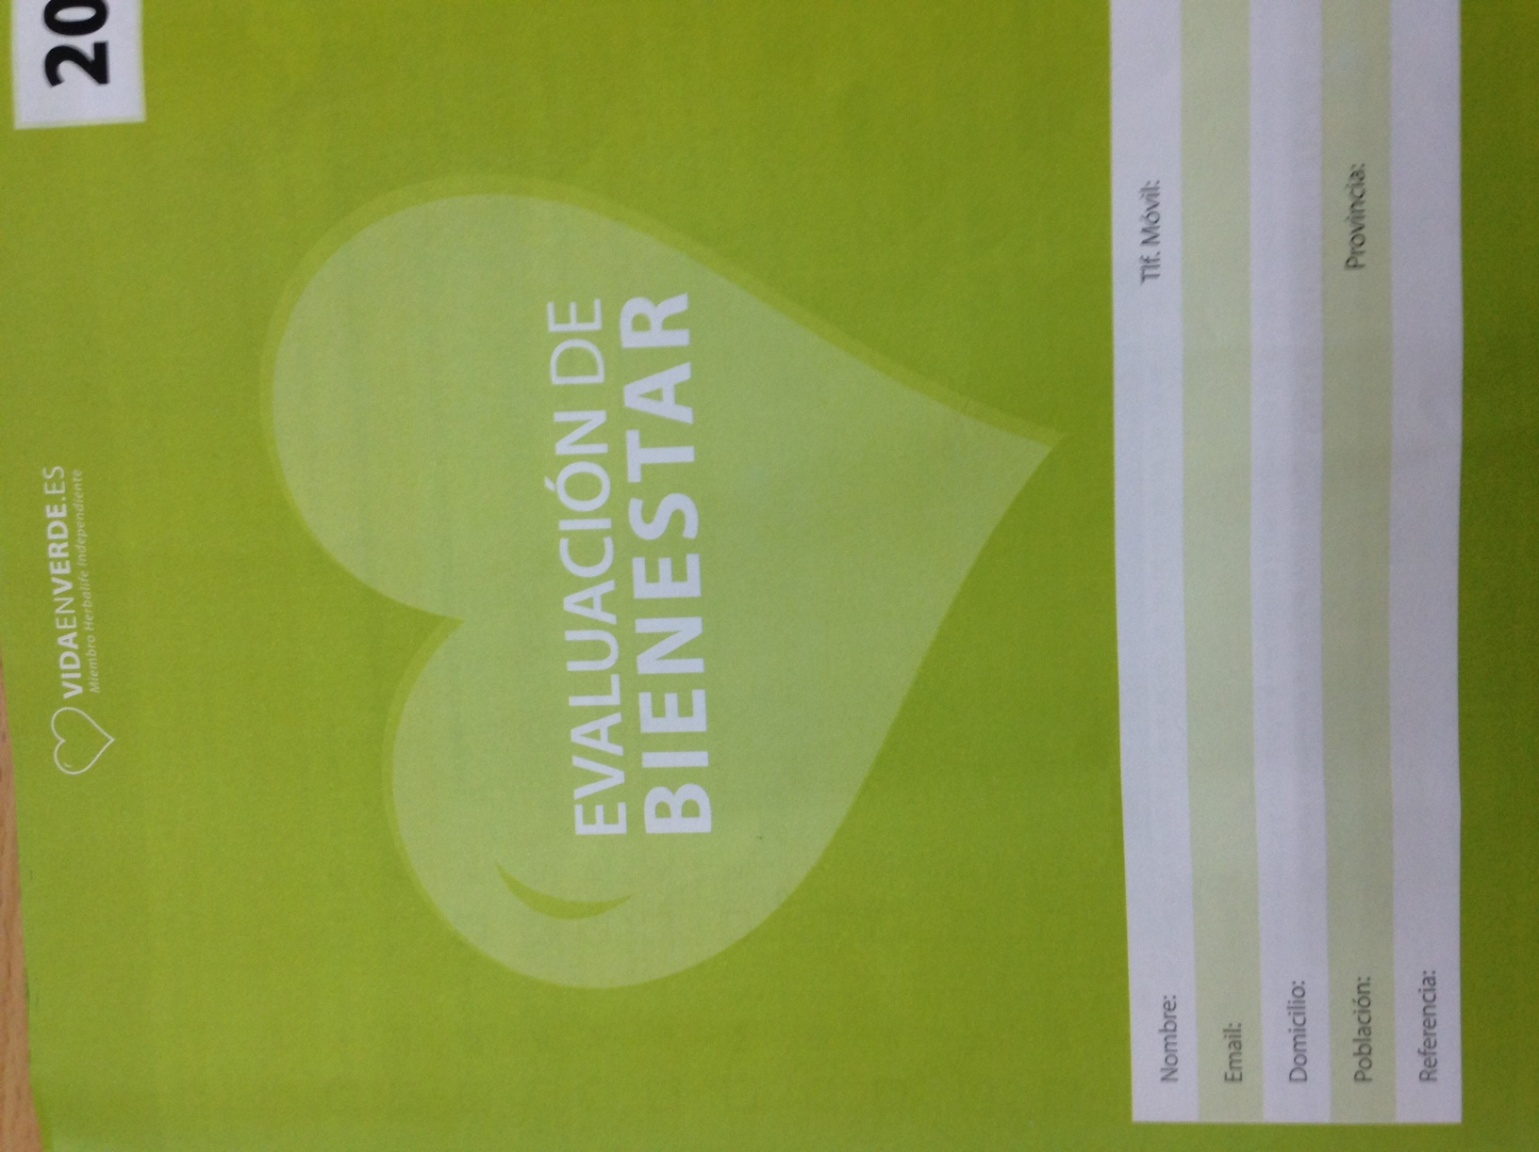 VIDAENVERDE.ES
Miembro Herbalife Independiente
20
EVALUACIÓN DE
BIENESTAR
Nombre: Tlf. Móvil:
Email:
Domicilio:
Población: Provincia:
Referencia: